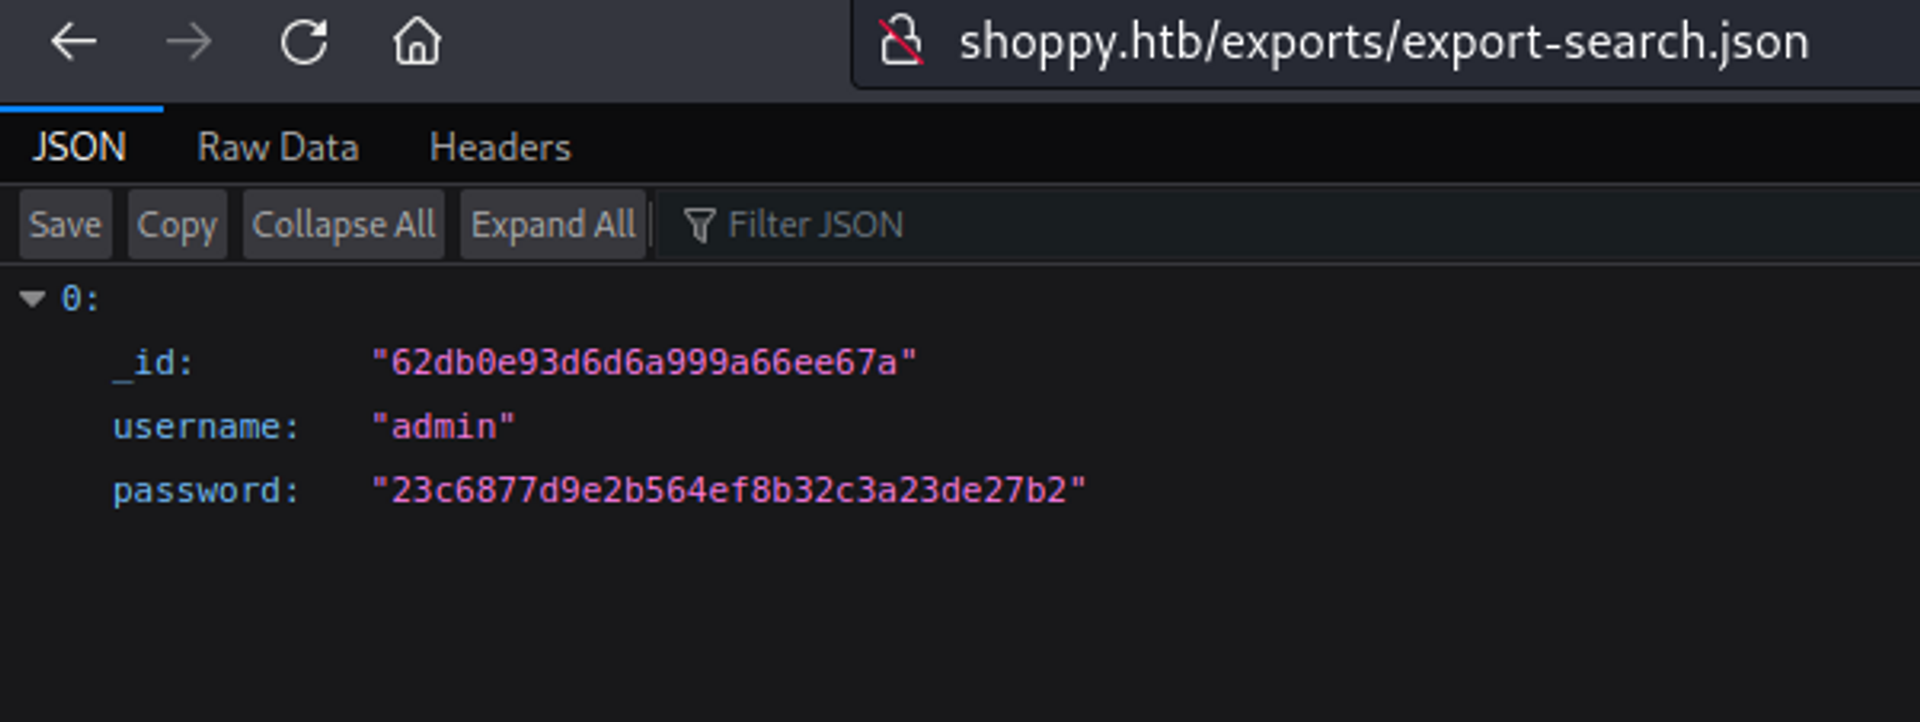 shoppy.htb/exports/export-search.json
JSON Raw Data Headers
Save Copy Collapse All Expand All Filter JSON
0:
_id: "62db0e93d6d6a999a66ee67a"
username: "admin"
password: "23c6877d9e2b564ef8b32c3a23de27b2"